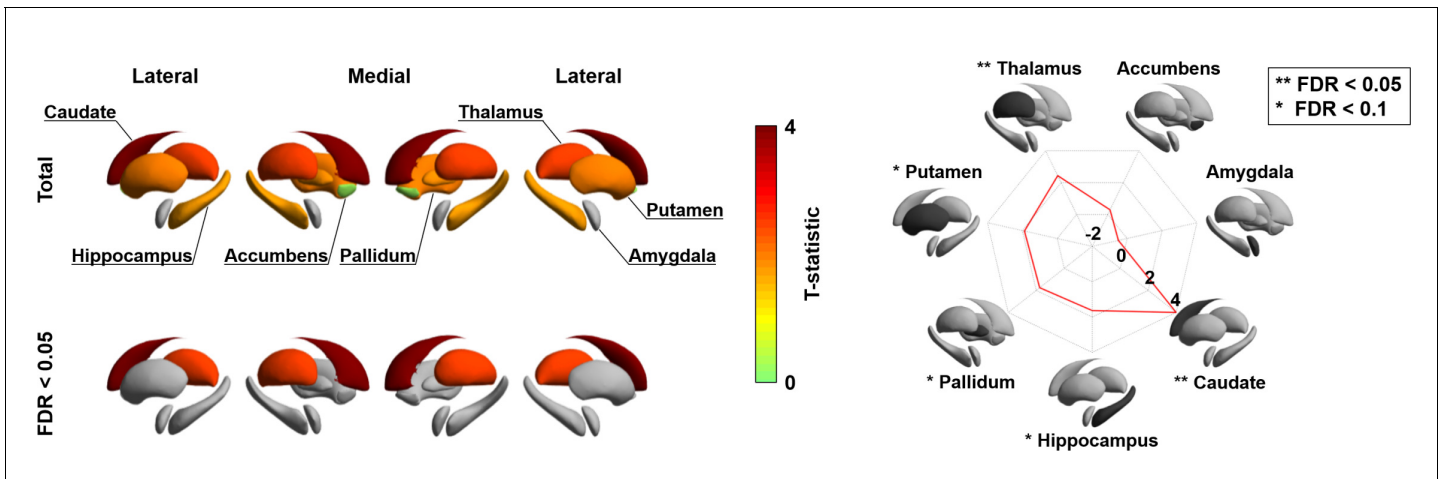 Lateral
Medial
Lateral
Caudate
Thalamus
Total
Putamen
Hippocampus
Accumbens
Pallidum
Amygdala
FDR < 0.05
4
T-statistic
0
** Thalamus
Accumbens
** FDR < 0.05
* FDR < 0.1
* Putamen
Amygdala
-2
0
2
4
* Pallidum
** Caudate
* Hippocampus